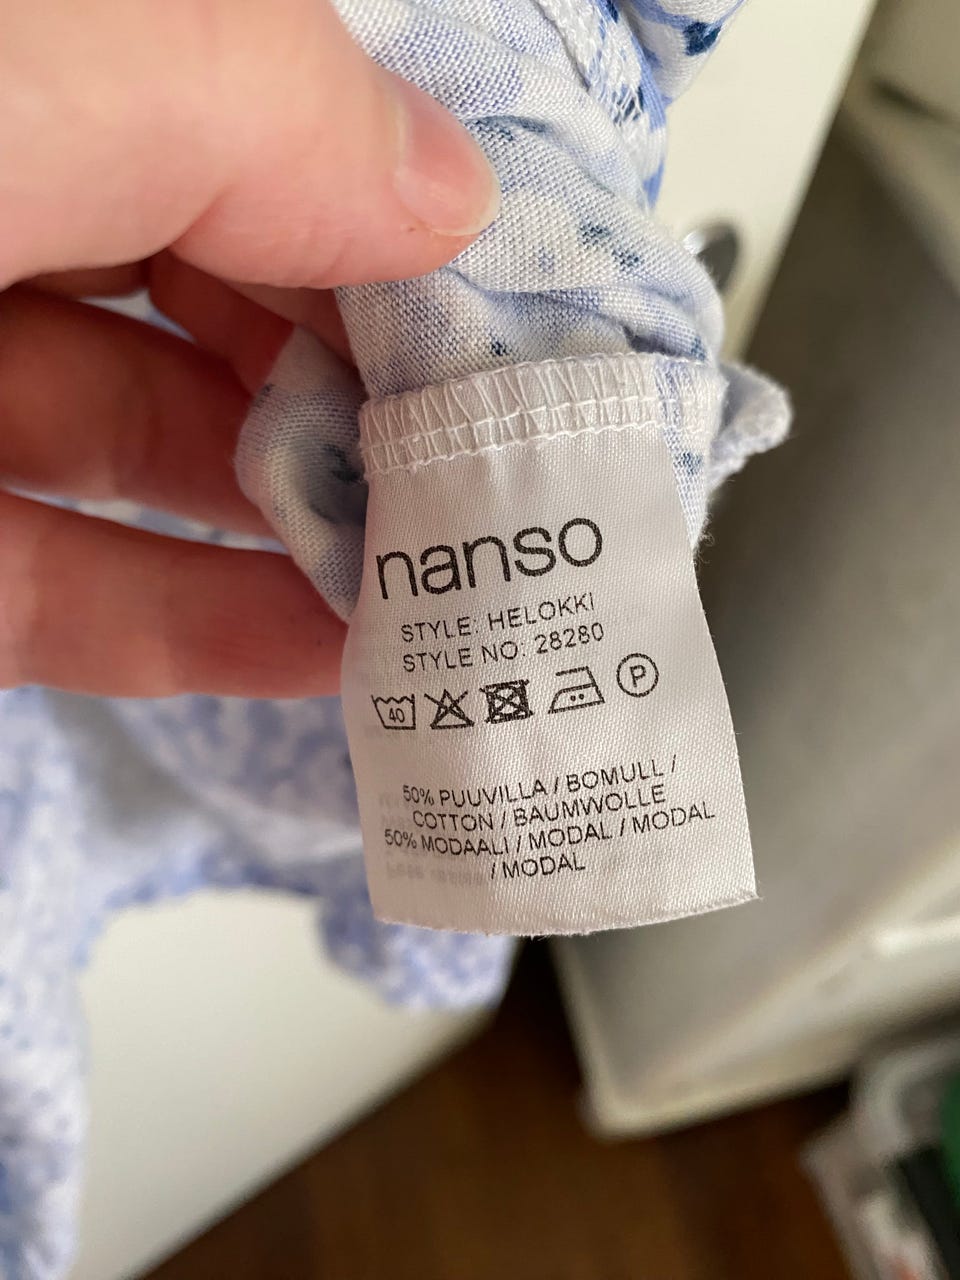 nanso
STYLE: HELOKKI
STYLE NO: 28280
40
P
50% PUUVILLA / BOMULL /
COTTON / BAUMWOLLE
50% MODAALI / MODAL / MODAL
/ MODAL